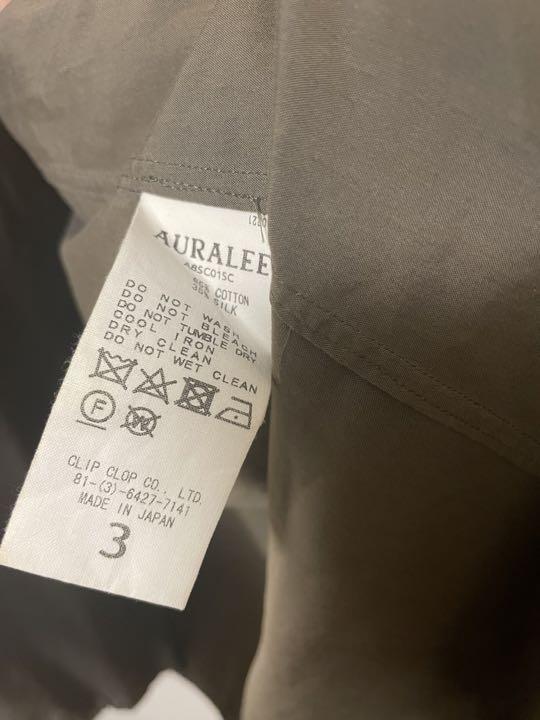 AURALEE
A8SC015C
COTTON
SILK
DO NOT WASH
DO NOT BLEACH
DO NOT TUMBLE DRY
COOL IRON
DRY CLEAN
DO NOT WET CLEAN
F
W
CLIP CLOP CO., LTD.
81-(3)-6427-7141
MADE IN JAPAN
3